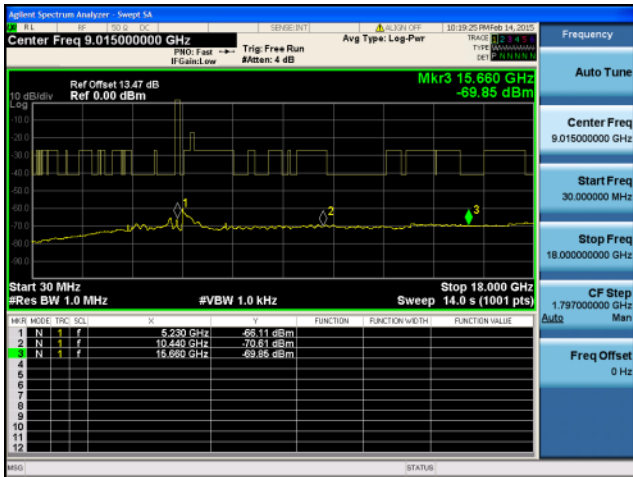 Agilent Spectrum Analyzer - Swept SA
RL RF 50 Ω DC SENSE:INT ALIGN OFF 10:19:25 PM Feb 14, 2015
Center Freq 9.015000000 GHz
PNO: Fast
IFGain:Low
Trig: Free Run
#Atten: 4 dB
Avg Type: Log-Pwr
TRACE 1 2 3 4 5 6
TYPE
DET P N N N N N
Mkr3 15.660 GHz
-69.85 dBm
Ref Offset 13.47 dB
10 dB/div Ref 0.00 dBm
Log
-10.0
-20.0
-30.0
-40.0
-50.0
-60.0
-70.0
-80.0
-90.0
1
2
3
Start 30 MHz Stop 18.000 GHz
#Res BW 1.0 MHz #VBW 1.0 kHz Sweep 14.0 s (1001 pts)
MKR MODE TRC SCL X Y FUNCTION FUNCTION WIDTH FUNCTION VALUE
1 N 1 f 5.230 GHz -66.11 dBm
2 N 1 f 10.440 GHz -70.61 dBm
3 N 1 f 15.660 GHz -69.85 dBm
4
5
6
7
8
9
10
11
12
MSG STATUS
Frequency
Auto Tune
Center Freq
9.015000000 GHz
Start Freq
30.000000 MHz
Stop Freq
18.000000000 GHz
CF Step
1.797000000 GHz
Auto Man
Freq Offset
0 Hz